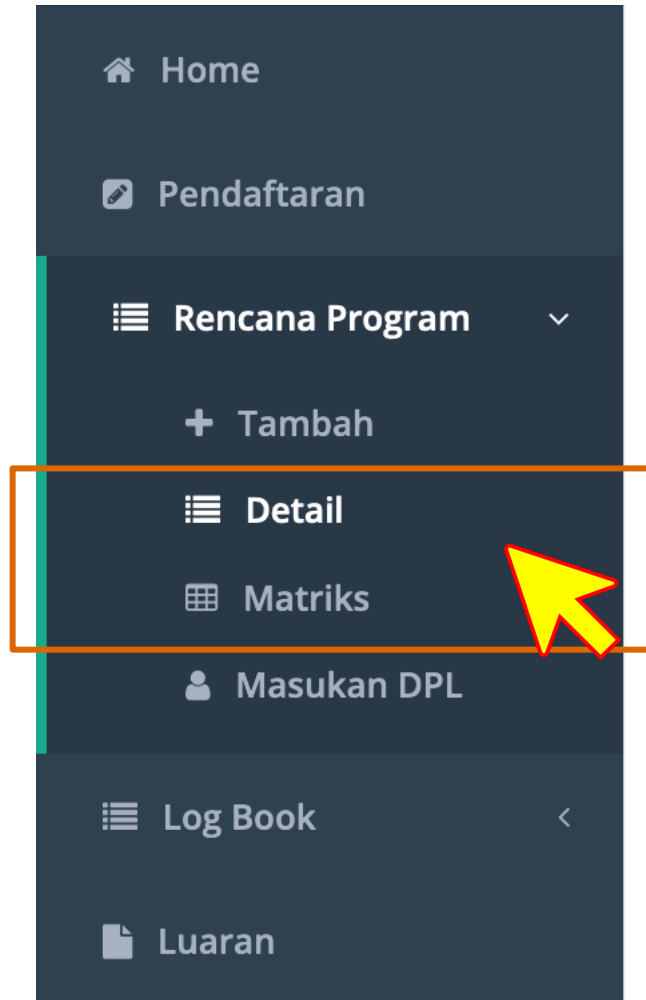 Home
Pendaftaran
Rencana Program
Tambah
Detail
Matriks
Masukan DPL
Log Book
Luaran